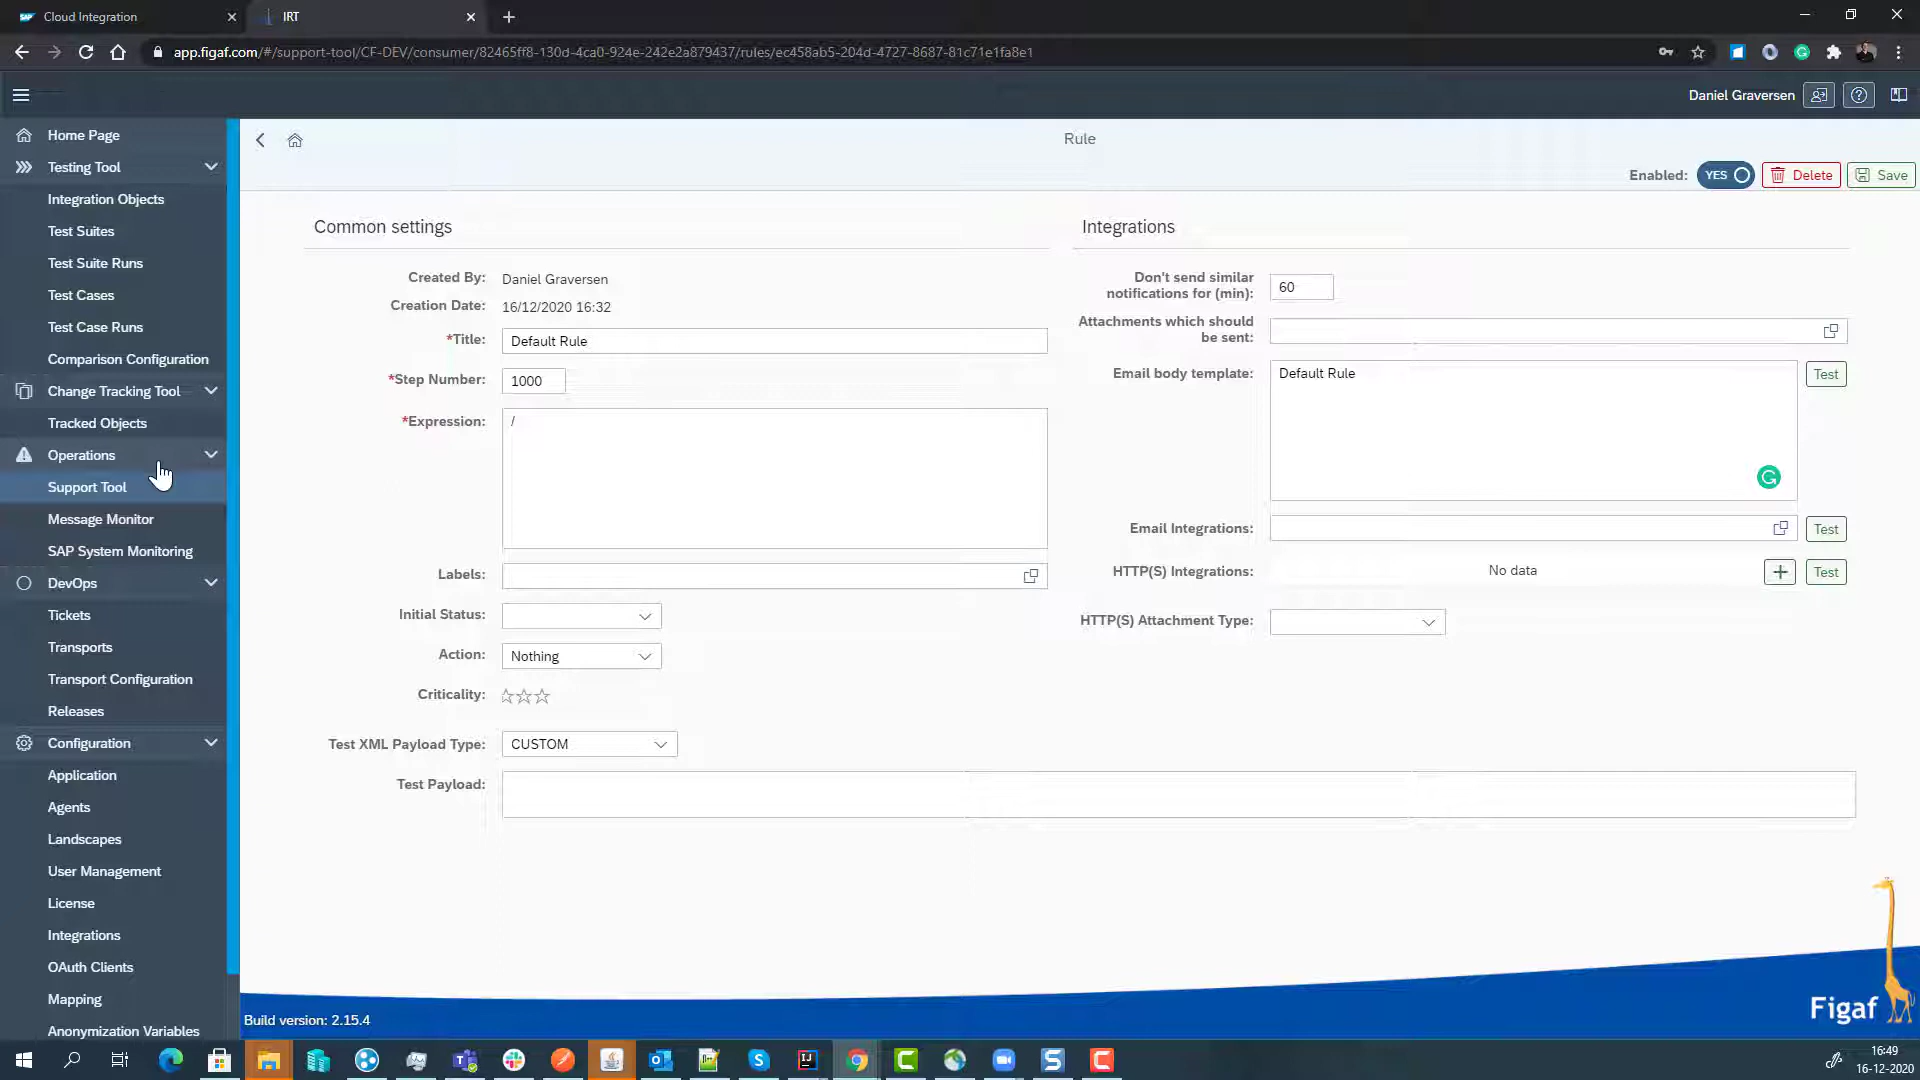 Cloud Integration
IRT
app.figaf.com/#/support-tool/CF-DEV/consumer/82465ff8-130d-4ca0-924e-242e2a879437/rules/ec458ab5-204d-4727-8687-81c71e1fa8e1
Daniel Graversen
Home Page
Testing Tool
Integration Objects
Test Suites
Test Suite Runs
Test Cases
Test Case Runs
Comparison Configuration
Change Tracking Tool
Tracked Objects
Operations
Support Tool
Message Monitor
SAP System Monitoring
DevOps
Tickets
Transports
Transport Configuration
Releases
Configuration
Application
Agents
Landscapes
User Management
License
Integrations
OAuth Clients
Mapping
Anonymization Variables
Rule
Enabled: YES Delete Save
Common settings
Created By: Daniel Graversen
Creation Date: 16/12/2020 16:32
*Title: Default Rule
*Step Number: 1000
*Expression: /
Labels:
Initial Status:
Action: Nothing
Criticality:
Test XML Payload Type: CUSTOM
Test Payload:
Integrations
Don't send similar
notifications for (min): 60
Attachments which should
be sent:
Email body template: Default Rule Test
Email Integrations: Test
HTTP(S) Integrations: No data Test
HTTP(S) Attachment Type:
Figaf
Build version: 2.15.4
16:49
16-12-2020